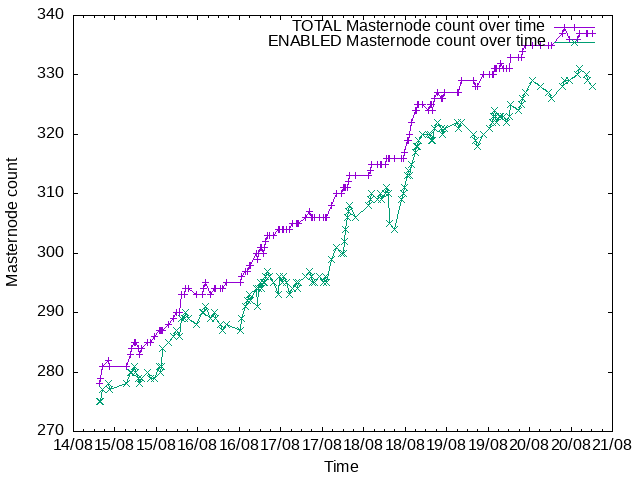 340
330
320
310
300
290
280
270
Masternode count
TOTAL Masternode count over time
ENABLED Masternode count over time
14/08 15/08 15/08 16/08 16/08 17/08 17/08 18/08 18/08 19/08 19/08 20/08 20/08 21/08
Time